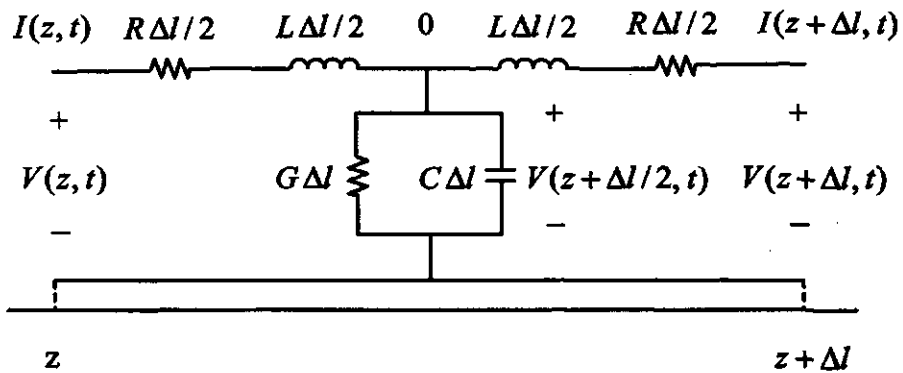 I(z,t) RΔl/2 LΔl/2 0 LΔl/2 RΔl/2 I(z+Δl,t)
+ + +
V(z,t) GΔl CΔl V(z+Δl/2,t) V(z+Δl,t)
− − −
z z+Δl